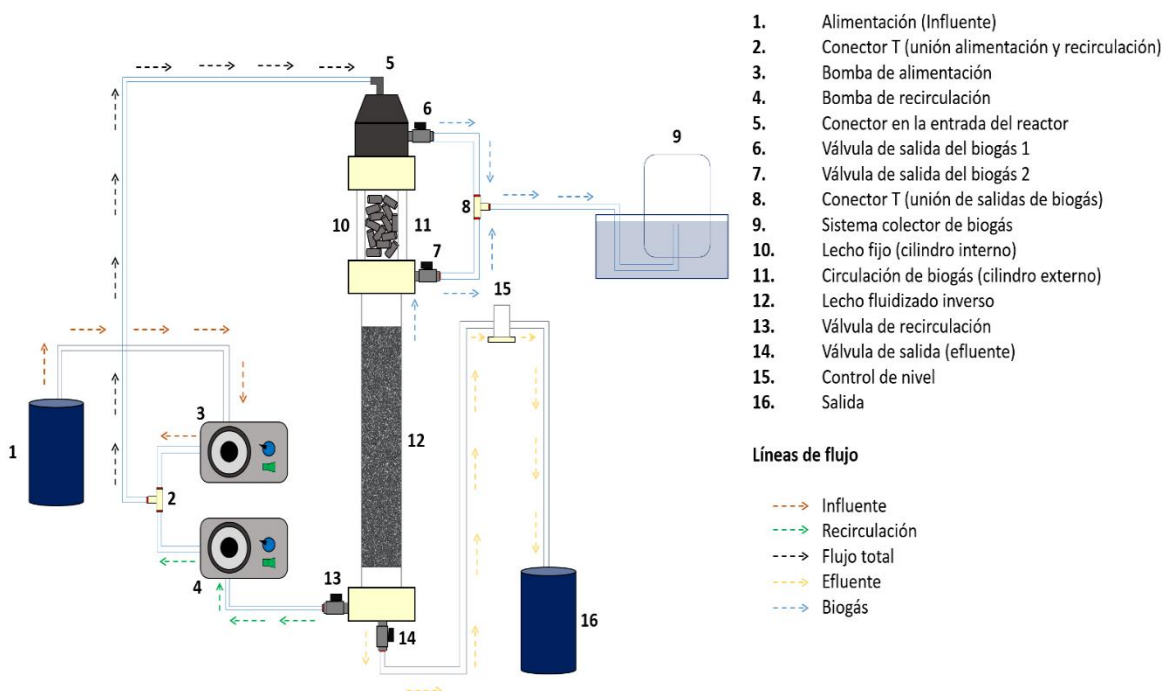 1. Alimentación (Influente)
2. Conector T (unión alimentación y recirculación)
3. Bomba de alimentación
4. Bomba de recirculación
5. Conector en la entrada del reactor
6. Válvula de salida del biogás 1
7. Válvula de salida del biogás 2
8. Conector T (unión de salidas de biogás)
9. Sistema colector de biogás
10. Lecho fijo (cilindro interno)
11. Circulación de biogás (cilindro externo)
12. Lecho fluidizado inverso
13. Válvula de recirculación
14. Válvula de salida (efluente)
15. Control de nivel
16. Salida
Líneas de flujo
Influente
Recirculación
Flujo total
Efluente
Biogás
5
6
9
10
11
8
7
15
3
12
1
2
13
4
14
16